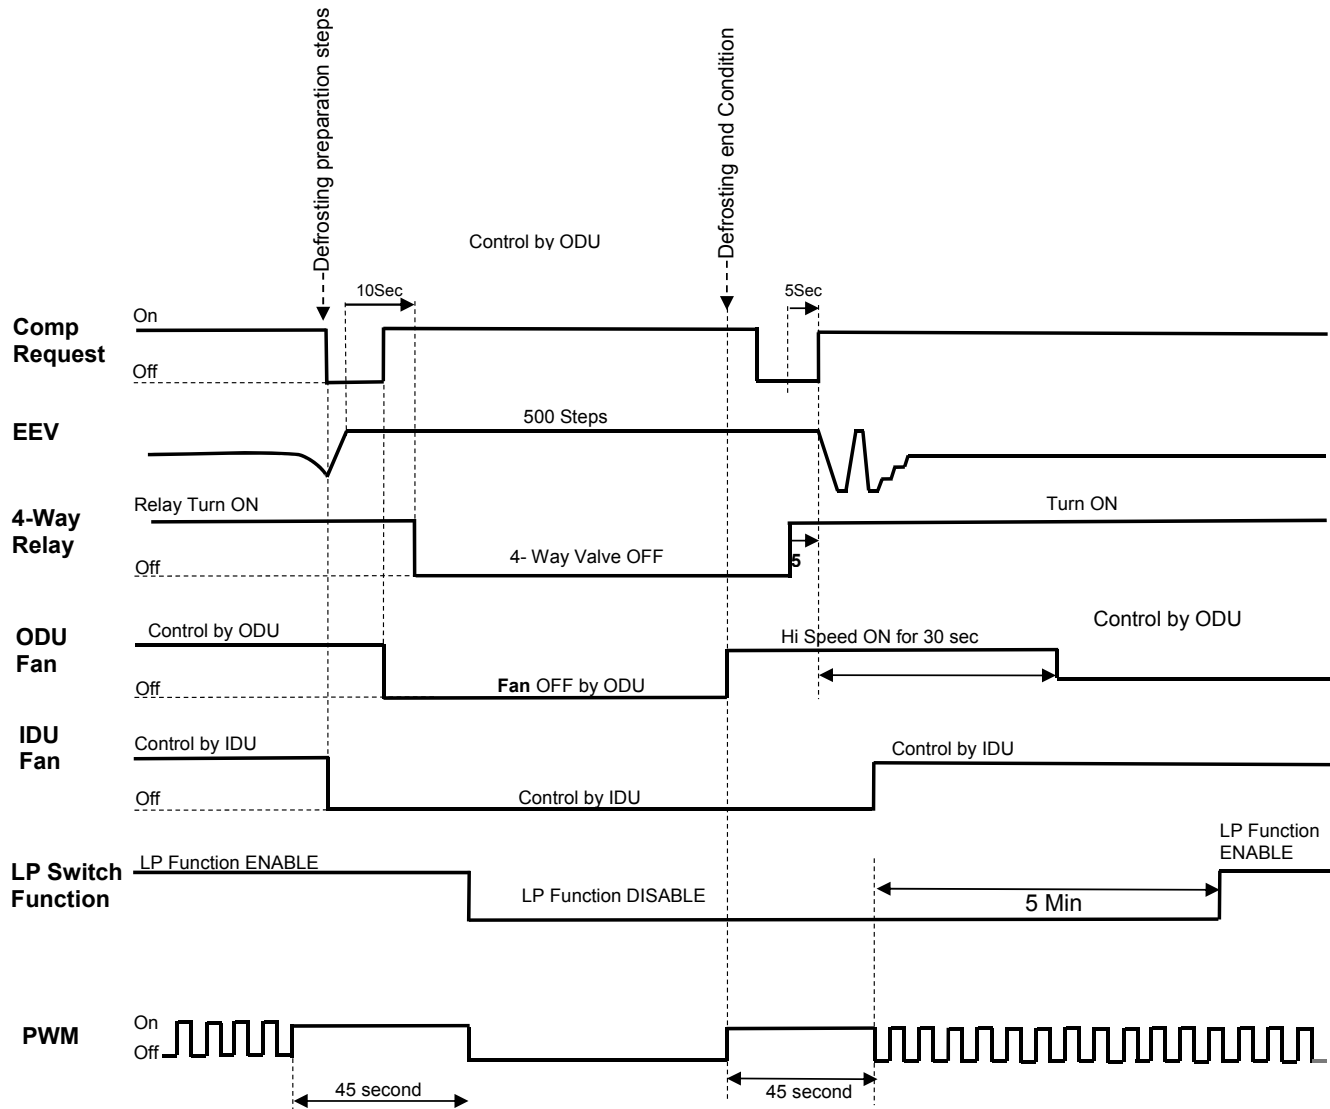 Defrosting preparation steps
Defrosting end Condition
Control by ODU
10Sec
5Sec
Comp
Request
On
Off
EEV
500 Steps
4-Way
Relay
Relay Turn ON
Turn ON
Off
4- Way Valve OFF
5
ODU
Fan
Control by ODU
Hi Speed ON for 30 sec
Control by ODU
Off
Fan OFF by ODU
IDU
Fan
Control by IDU
Control by IDU
Off
Control by IDU
LP Switch
Function
LP Function ENABLE
LP Function DISABLE
5 Min
LP Function
ENABLE
PWM
On
Off
45 second
45 second